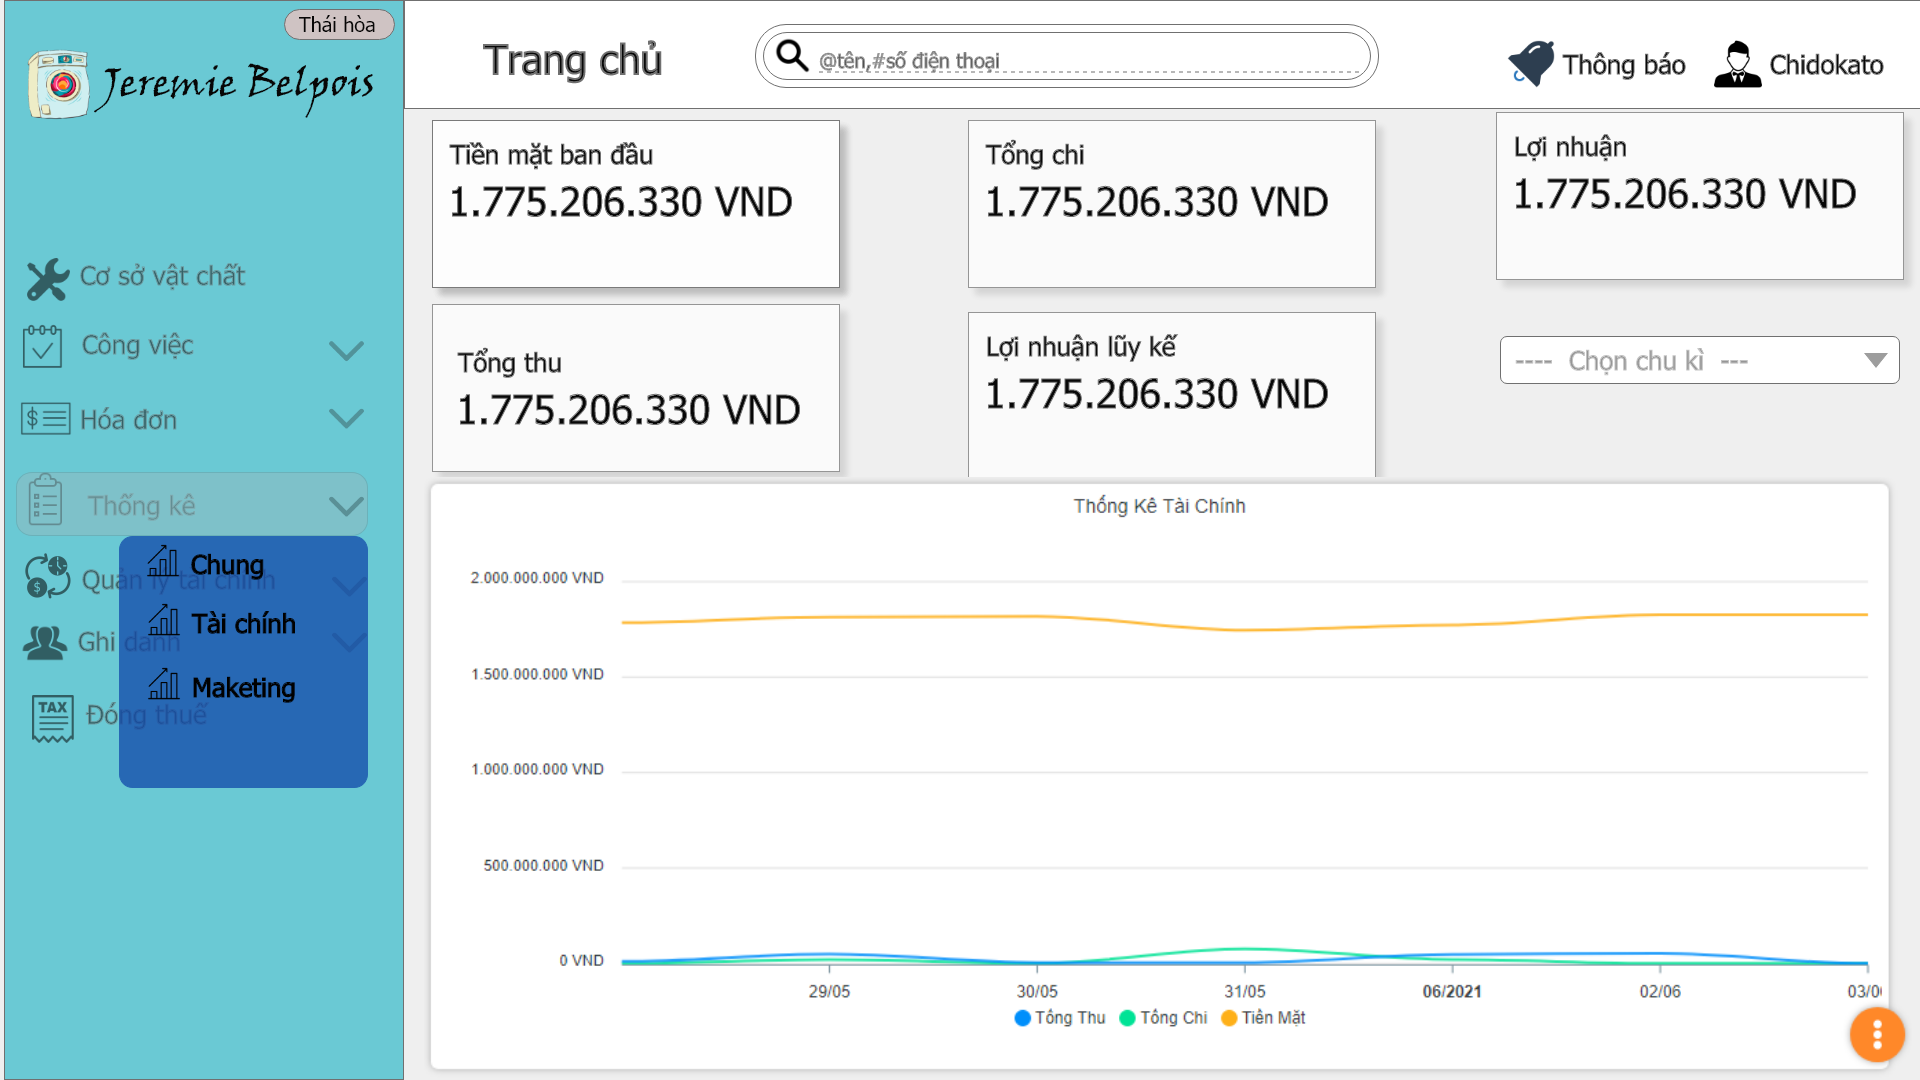 Thái hòa
Jeremie Belpois
Trang chủ
@tên,#số điện thoại
Thông báo
Chidokato
Tiền mặt ban đầu
1.775.206.330 VND
Tổng chi
1.775.206.330 VND
Lợi nhuận
1.775.206.330 VND
Tổng thu
1.775.206.330 VND
Lợi nhuận lũy kế
1.775.206.330 VND
---- Chọn chu kì ---
Cơ sở vật chất
Công việc
$
Hóa đơn
Thống kê
Chung
$
Quản lý tài chính
Tài chính
Ghi danh
Maketing
TAX
Đóng thuế
Thống Kê Tài Chính
2.000.000.000 VND
1.500.000.000 VND
1.000.000.000 VND
500.000.000 VND
0 VND
29/05 30/05 31/05 06/2021 02/06 03/0
Tổng Thu Tổng Chi Tiền Mặt